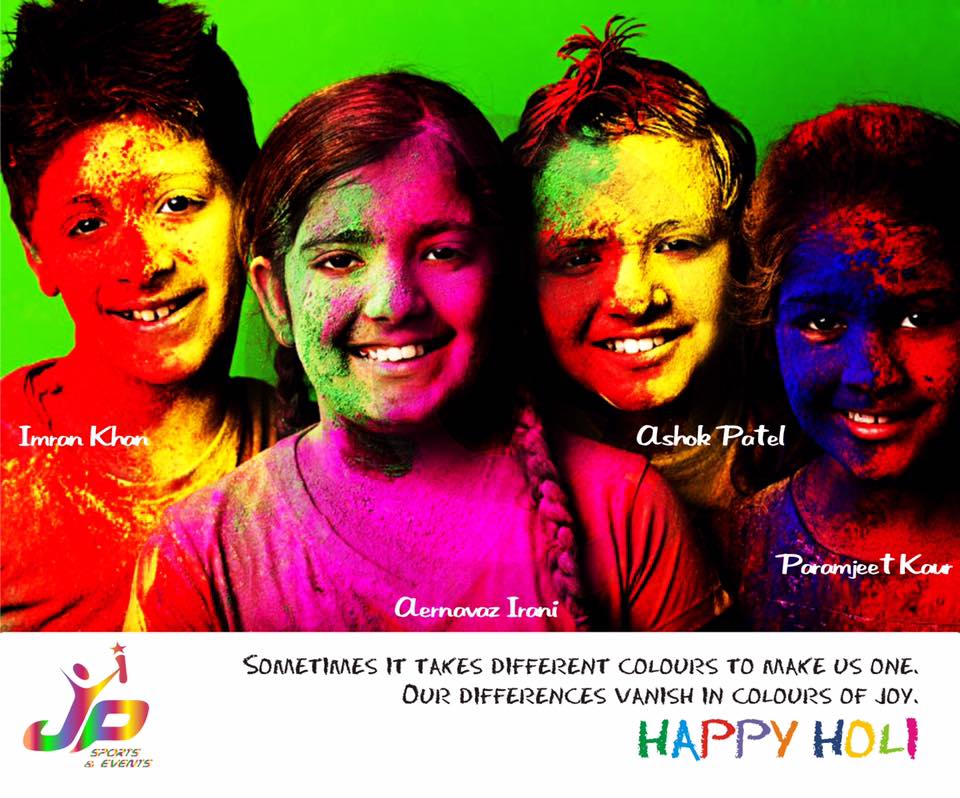 Imran Khan
Ashok Patel
Paramjeet Kaur
Aernavaz Irani
SOMETIMES IT TAKES DIFFERENT COLOURS TO MAKE US ONE.
OUR DIFFERENCES VANISH IN COLOURS OF JOY.
HAPPY HOLI
JP
SPORTS
& EVENTS